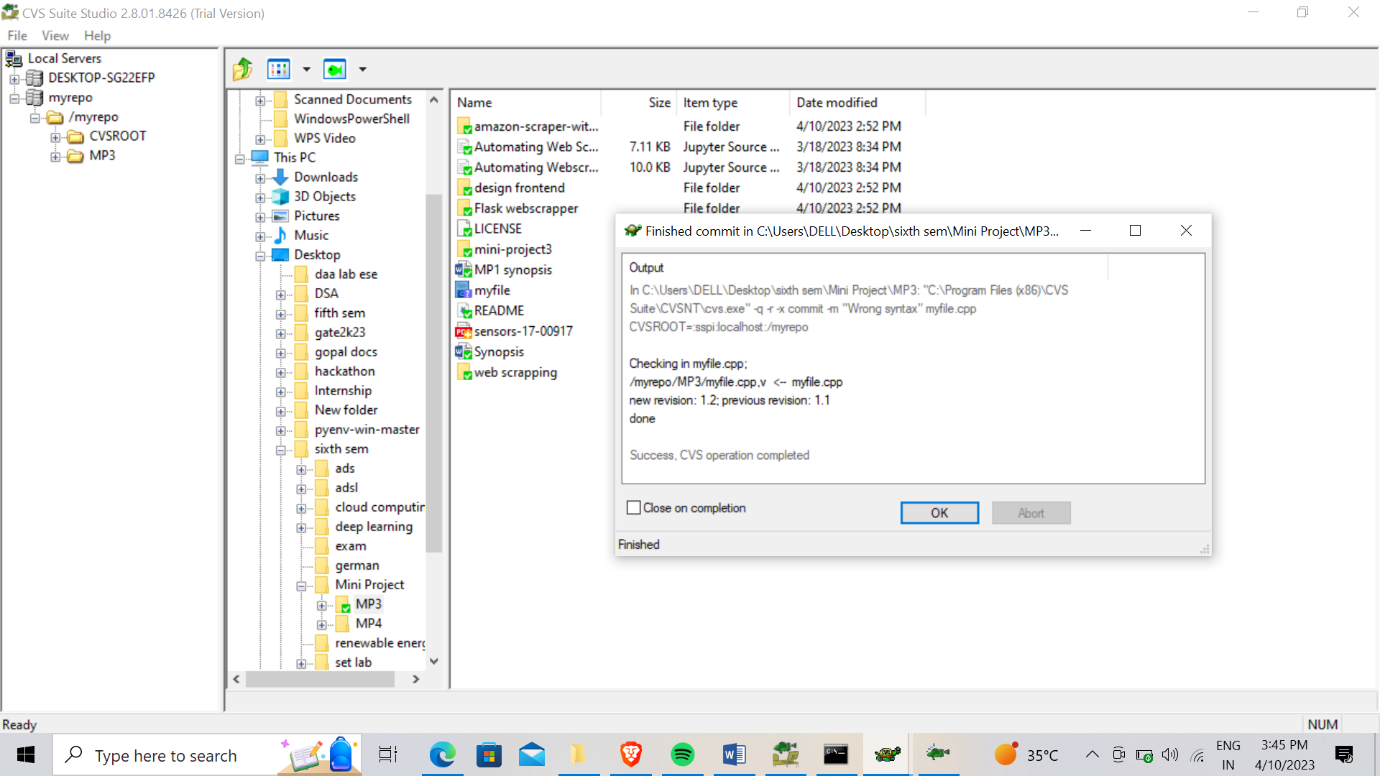 CVS Suite Studio 2.8.01.8426 (Trial Version)
File View Help
Local Servers
DESKTOP-SG22EFP
myrepo
/myrepo
CVSROOT
MP3
Scanned Documents
WindowsPowerShell
WPS Video
This PC
Downloads
3D Objects
Pictures
Music
Desktop
daa lab ese
DSA
fifth sem
gate2k23
gopal docs
hackathon
Internship
New folder
pyenv-win-master
sixth sem
ads
adsl
cloud computin
deep learning
exam
german
Mini Project
MP3
MP4
renewable energ
set lab
Name Size Item type Date modified
amazon-scraper-wit... File folder 4/10/2023 2:52 PM
Automating Web Sc... 7.11 KB Jupyter Source ... 3/18/2023 8:34 PM
Automating Webscr... 10.0 KB Jupyter Source ... 3/18/2023 8:34 PM
design frontend File folder 4/10/2023 2:52 PM
Flask webscrapper File folder 4/10/2023 2:52 PM
LICENSE
mini-project3
MP1 synopsis
myfile
README
sensors-17-00917
Synopsis
web scrapping
Finished commit in C:\Users\DELL\Desktop\sixth sem\Mini Project\MP3...
Output
In C:\Users\DELL\Desktop\sixth sem\Mini Project\MP3: "C:\Program Files (x86)\CVS
Suite\CVSNT\cvs.exe" -q -r -x commit -m "Wrong syntax" myfile.cpp
CVSROOT=:sspi:localhost:/myrepo
Checking in myfile.cpp;
/myrepo/MP3/myfile.cpp,v <-- myfile.cpp
new revision: 1.2; previous revision: 1.1
done
Success, CVS operation completed
Close on completion
OK
Abort
Finished
Ready
NUM
Type here to search
35°C
ENG
IN
3:45 PM
4/10/2023